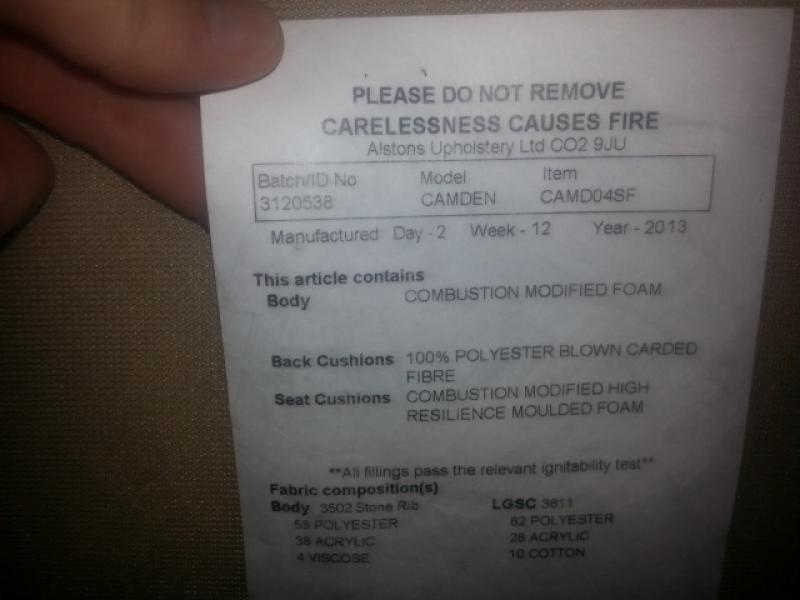 PLEASE DO NOT REMOVE
CARELESSNESS CAUSES FIRE
Alstons Upholstery Ltd CO2 9JU
Batch/ID No Model Item
3120538 CAMDEN CAMD04SF
Manufactured Day - 2 Week - 12 Year - 2013
This article contains
Body COMBUSTION MODIFIED FOAM
Back Cushions 100% POLYESTER BLOWN CARDED
FIBRE
Seat Cushions COMBUSTION MODIFIED HIGH
RESILIENCE MOULDED FOAM
**All fillings pass the relevant ignitability test**
Fabric composition(s)
Body 3502 Stone Rib LGSC 3611
58 POLYESTER 62 POLYESTER
38 ACRYLIC 28 ACRYLIC
4 VISCOSE 10 COTTON